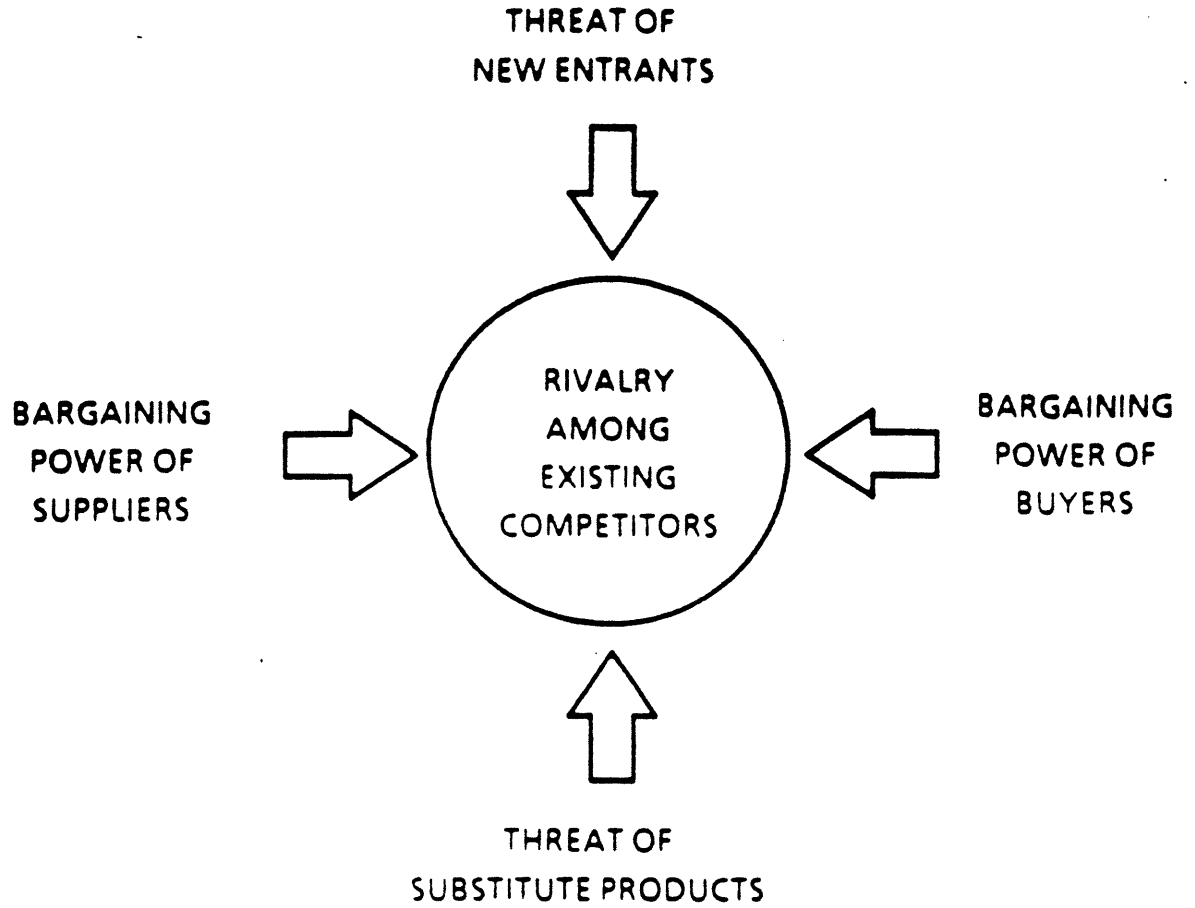 THREAT OF
NEW ENTRANTS
RIVALRY
AMONG
EXISTING
COMPETITORS
BARGAINING
POWER OF
SUPPLIERS
BARGAINING
POWER OF
BUYERS
THREAT OF
SUBSTITUTE PRODUCTS